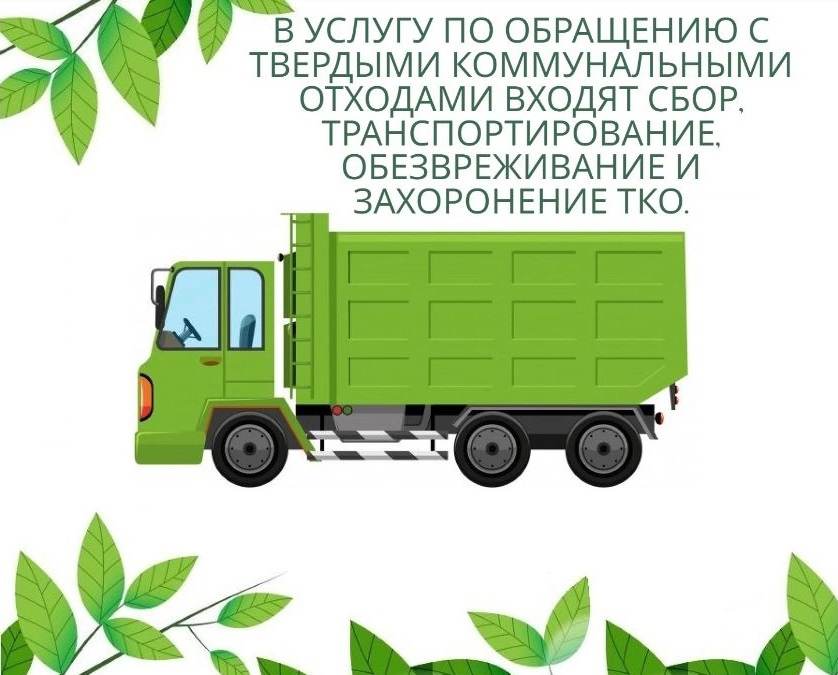 В УСЛУГУ ПО ОБРАЩЕНИЮ С
ТВЕРДЫМИ КОММУНАЛЬНЫМИ
ОТХОДАМИ ВХОДЯТ СБОР,
ТРАНСПОРТИРОВАНИЕ,
ОБЕЗВРЕЖИВАНИЕ И
ЗАХОРОНЕНИЕ ТКО.